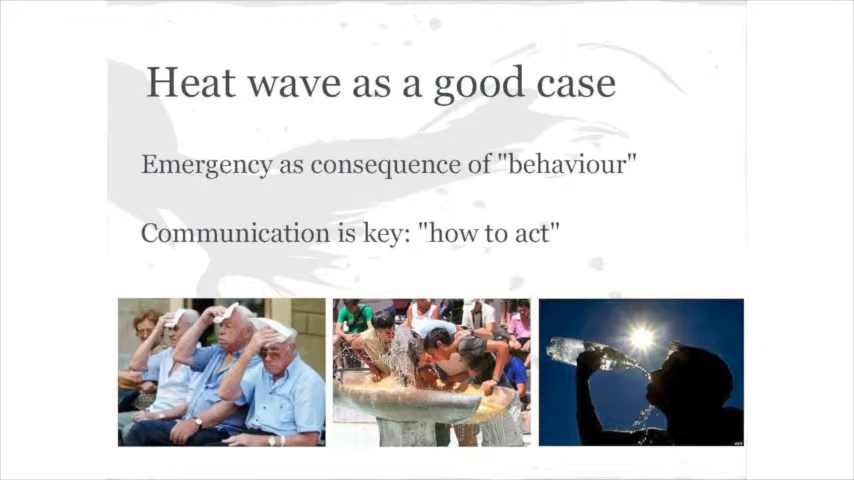 Heat wave as a good case
Emergency as consequence of "behaviour"
Communication is key: "how to act"